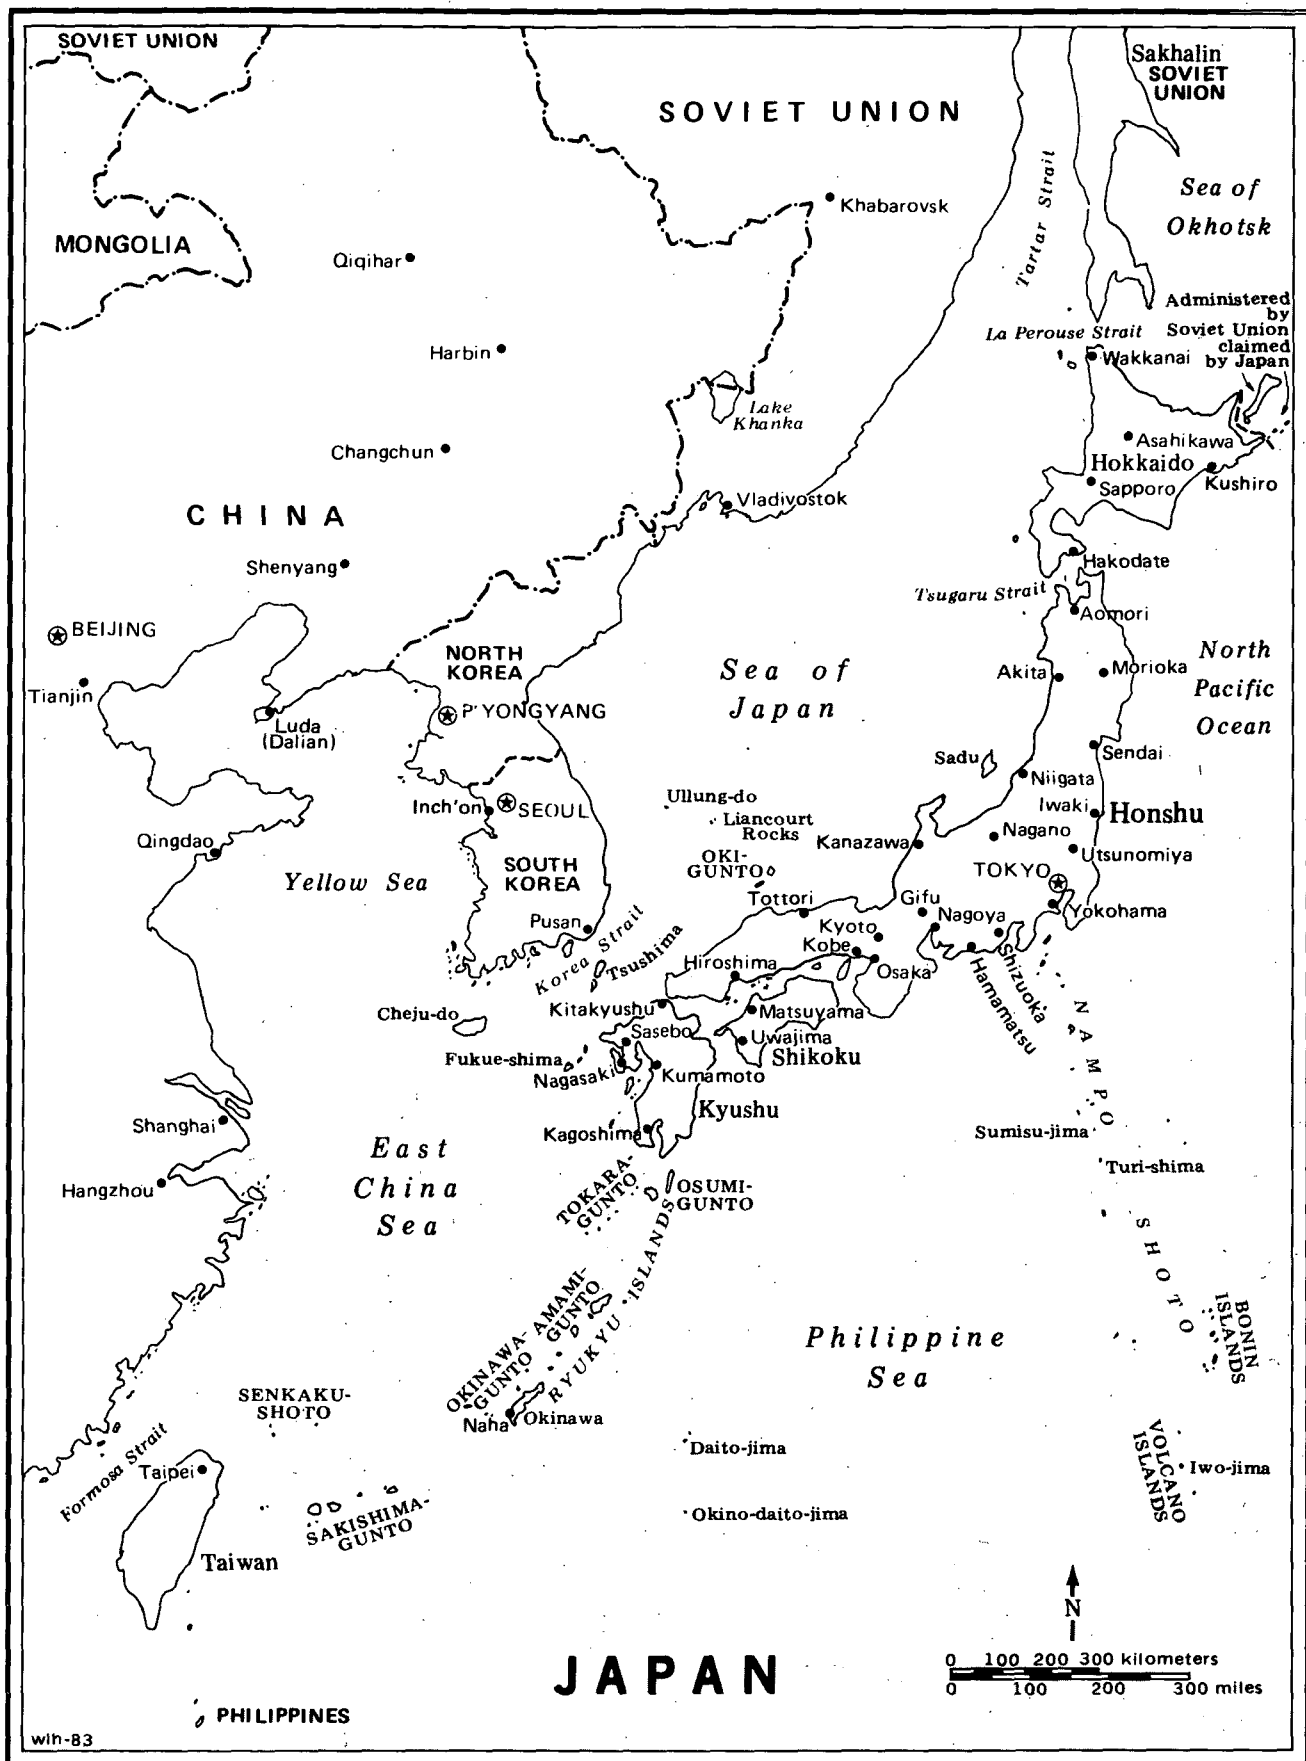 SOVIET UNION
SOVIET UNION
Sakhalin
SOVIET
UNION
MONGOLIA
Khabarovsk
Tartar Strait
Sea of
Okhotsk
Qiqihar
Harbin
La Perouse Strait
Wakkanai
Administered
by
Soviet Union
claimed
by Japan
Lake
Khanka
Changchun
Asahikawa
Hokkaido
Sapporo
Kushiro
CHINA
Vladivostok
Shenyang
Hakodate
Tsugaru Strait
Aomori
BEIJING
Tianjin
NORTH
KOREA
P'YONGYANG
Luda
(Dalian)
Sea of
Japan
Akita
Morioka
North
Pacific
Ocean
Sendai
Sadu
Niigata
Iwaki
Honshu
Inch'on
SEOUL
Ullung-do
Liancourt
Rocks
Kanazawa
Nagano
Utsunomiya
Qingdao
Yellow Sea
SOUTH
KOREA
OKI-
GUNTO
TOKYO
Tottori
Gifu
Nagoya
Yokohama
Pusan
Korea Strait
Tsushima
Kyoto
Kobe
Osaka
Shizuoka
Hamamatsu
Hiroshima
Cheju-do
Kitakyushu
Matsuyama
Sasebo
Uwajima
Shikoku
Fukue-shima
Nagasaki
Kumamoto
Kyushu
Kagoshima
NAMPO
SHOTO
Sumisu-jima
Turi-shima
Shanghai
Hangzhou
East
China
Sea
TOKARA-
GUNTO
OSUMI-
GUNTO
RYUKYU ISLANDS
AMAMI-
GUNTO
OKINAWA-
GUNTO
Naha
Okinawa
Philippine
Sea
BONIN
ISLANDS
SENKAKU-
SHOTO
Formosa Strait
Taipei
Taiwan
SAKISHIMA-
GUNTO
Daito-jima
Okino-daito-jima
VOLCANO
ISLANDS
Iwo-jima
N
JAPAN
0 100 200 300 kilometers
0 100 200 300 miles
PHILIPPINES
wlh-83